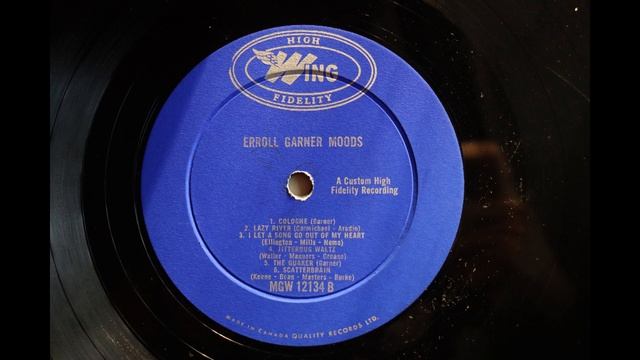 HIGH
WING
FIDELITY
ERROLL GARNER MOODS
A Custom High
Fidelity Recording
1. COLOGNE (Garner)
2. LAZY RIVER (Carmichael - Arodin)
3. I LET A SONG GO OUT OF MY HEART
(Ellington - Mills - Nemo)
4. JITTERBUG WALTZ
(Waller - Manners -
5. THE QUAKER (Garner)
6. SCATTERBRAIN
(Keene - Bean - Masters - Burke)
MGW 12134 B
MADE IN CANADA QUALITY RECORDS LTD.